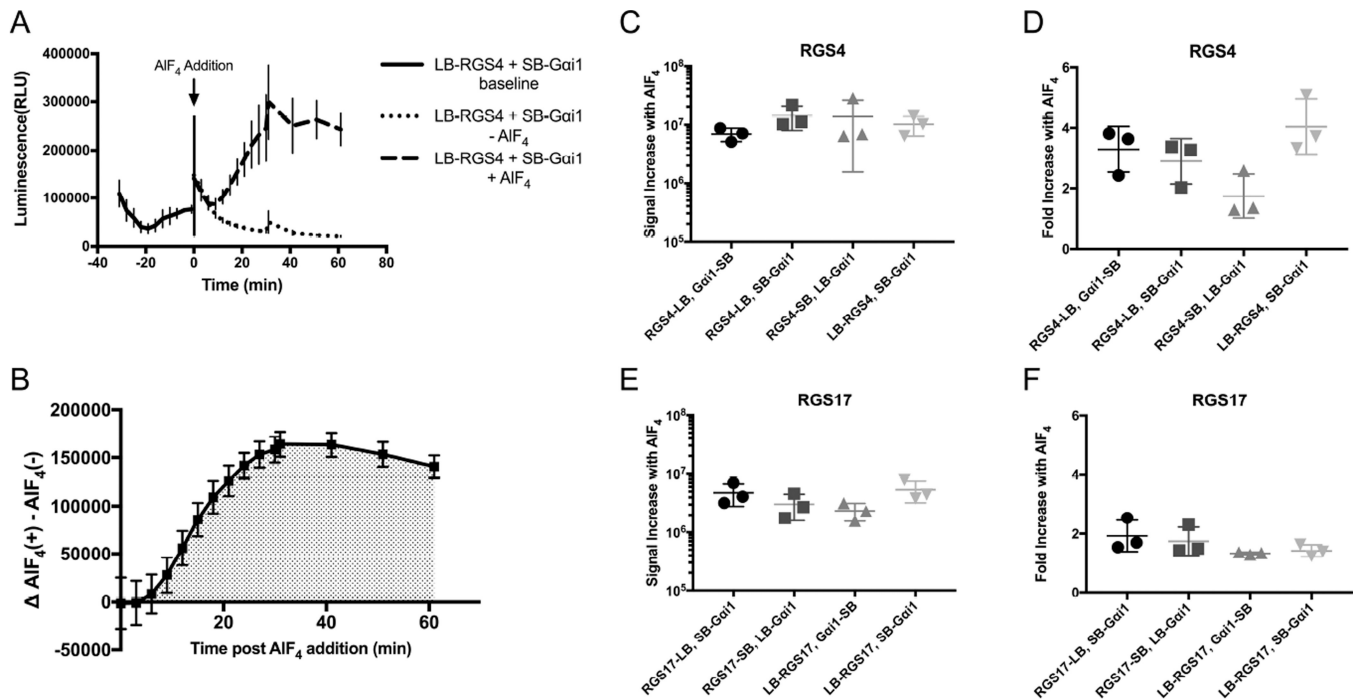 A
Luminescence(RLU)
400000
300000
200000
100000
0
-40
-20
0
20
40
60
80
Time (min)
AlF4 Addition
LB-RGS4 + SB-Gαi1
baseline
LB-RGS4 + SB-Gαi1
- AlF4
LB-RGS4 + SB-Gαi1
+ AlF4
B
Δ AlF4(+) - AlF4(-)
200000
150000
100000
50000
0
-50000
20
40
60
Time post AlF4 addition (min)
C
RGS4
Signal Increase with AlF4
10^8
10^7
10^6
10^5
RGS4-LB, Gαi1-SB
RGS4-LB, SB-Gαi1
RGS4-SB, LB-Gαi1
LB-RGS4, SB-Gαi1
D
RGS4
Fold Increase with AlF4
6
4
2
0
RGS4-LB, Gαi1-SB
RGS4-LB, SB-Gαi1
RGS4-SB, LB-Gαi1
LB-RGS4, SB-Gαi1
E
RGS17
Signal Increase with AlF4
10^8
10^7
10^6
10^5
RGS17-LB, SB-Gαi1
RGS17-SB, LB-Gαi1
LB-RGS17, Gαi1-SB
LB-RGS17, SB-Gαi1
F
RGS17
Fold Increase with AlF4
6
4
2
0
RGS17-LB, SB-Gαi1
RGS17-SB, LB-Gαi1
LB-RGS17, Gαi1-SB
LB-RGS17, SB-Gαi1